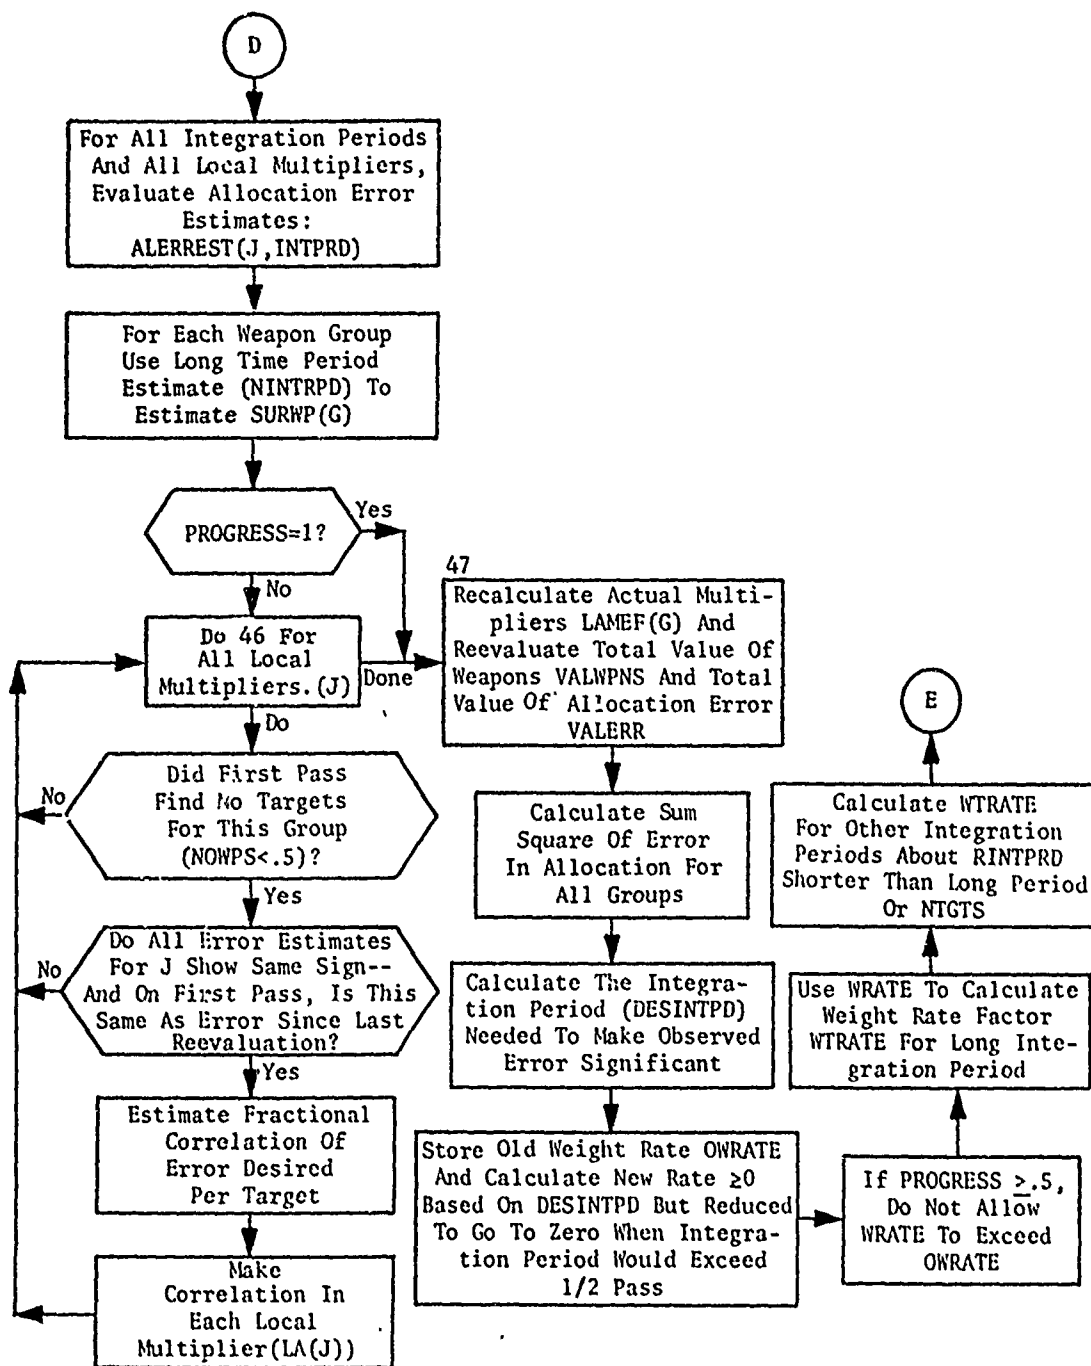 D
For All Integration Periods
And All Local Multipliers,
Evaluate Allocation Error
Estimates:
ALERREST(J,INTPRD)
For Each Weapon Group
Use Long Time Period
Estimate (NINTRPD) To
Estimate SURWP(G)
PROGRESS=1?
Yes
No
Do 46 For
All Local
Multipliers.(J)
Done
Do
Did First Pass
Find No Targets
For This Group
(NOWPS<.5)?
No
Yes
Do All Error Estimates
For J Show Same Sign--
And On First Pass, Is This
Same As Error Since Last
Reevaluation?
No
Yes
Estimate Fractional
Correlation Of
Error Desired
Per Target
Make
Correlation In
Each Local
Multiplier(LA(J))
47
Recalculate Actual Multi-
pliers LAMEF(G) And
Reevaluate Total Value Of
Weapons VALWPNS And Total
Value Of Allocation Error
VALERR
Calculate Sum
Square Of Error
In Allocation For
All Groups
Calculate The Integra-
tion Period (DESINTPD)
Needed To Make Observed
Error Significant
Store Old Weight Rate OWRATE
And Calculate New Rate ≥0
Based On DESINTPD But Reduced
To Go To Zero When Integra-
tion Period Would Exceed
1/2 Pass
If PROGRESS ≥.5,
Do Not Allow
WRATE To Exceed
OWRATE
Use WRATE To Calculate
Weight Rate Factor
WTRATE For Long Inte-
gration Period
Calculate WTRATE
For Other Integration
Periods About RINTPRD
Shorter Than Long Period
Or NTGTS
E